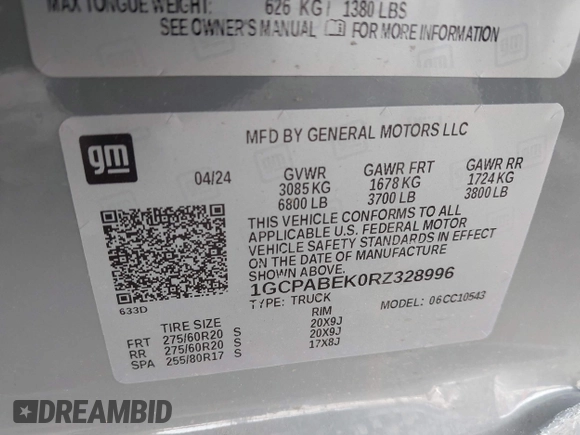 MAX TONGUE WEIGHT: 626 KG/ 1380 LBS
SEE OWNER'S MANUAL FOR MORE INFORMATION
gm
MFD BY GENERAL MOTORS LLC
04/24 GVWR GAWR FRT GAWR RR
3085 KG 1678 KG 1724 KG
6800 LB 3700 LB 3800 LB
THIS VEHICLE CONFORMS TO ALL
APPLICABLE U.S. FEDERAL MOTOR
VEHICLE SAFETY STANDARDS IN EFFECT
ON THE DATE OF MANUFACTURE
SHOWN ABOVE.
1GCPABEK0RZ328996
633D TYPE: TRUCK MODEL: 06CC10543
TIRE SIZE RIM
FRT 275/60R20 S 20X9J
RR 275/60R20 S 20X9J
SPA 255/80R17 S 17X8J
DREAMBID